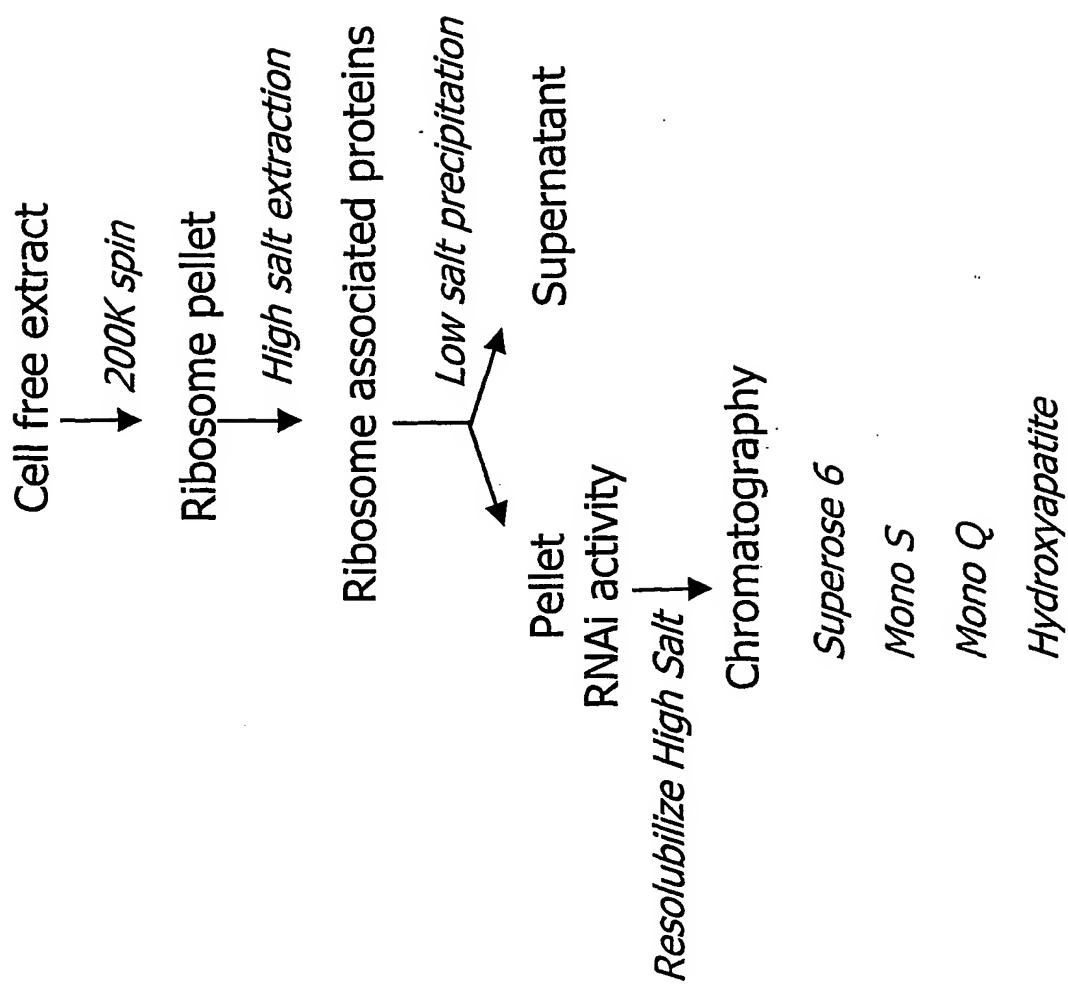 Cell free extract
200K spin
Ribosome pellet
High salt extraction
Ribosome associated proteins
Low salt precipitation
Pellet
RNAi activity
Supernatant
Resolubilize High Salt
Chromatography
Superose 6
Mono S
Mono Q
Hydroxyapatite